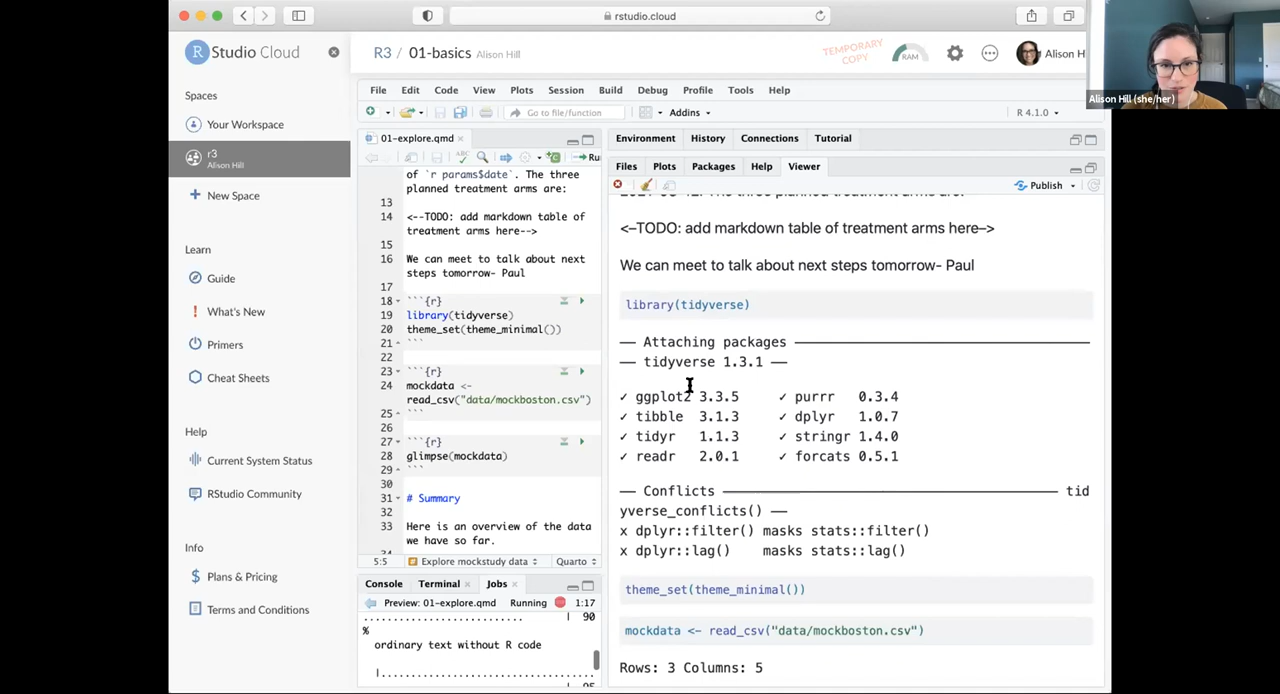 rstudio.cloud
R Studio Cloud
R3 / 01-basics Alison Hill
TEMPORARY
COPY
RAM
Alison H
Alison Hill (she/her)
Spaces
Your Workspace
r3
Alison Hill
New Space
Learn
Guide
What's New
Primers
Cheat Sheets
Help
Current System Status
RStudio Community
Info
Plans & Pricing
Terms and Conditions
File Edit Code View Plots Session Build Debug Profile Tools Help
Go to file/function Addins R 4.1.0
01-explore.qmd
Ru
of `r params$date`. The three
planned treatment arms are:
13
14 <--TODO: add markdown table of
treatment arms here-->
15
16 We can meet to talk about next
steps tomorrow- Paul
17
18 ```{r}
19 library(tidyverse)
20 theme_set(theme_minimal())
21 ```
22
23 ```{r}
24 mockdata <-
read_csv("data/mockboston.csv")
25 ```
26
27 ```{r}
28 glimpse(mockdata)
29 ```
30
31 # Summary
32
33 Here is an overview of the data
we have so far.
5:5 Explore mockstudy data Quarto
Console Terminal Jobs
Preview: 01-explore.qmd Running 1:17
.......................... | 90
%
ordinary text without R code
|................................ 95
Environment History Connections Tutorial
Files Plots Packages Help Viewer
Publish
<–TODO: add markdown table of treatment arms here–>
We can meet to talk about next steps tomorrow- Paul
library(tidyverse)
── Attaching packages ──────────────────
── tidyverse 1.3.1 ──
✓ ggplot2 3.3.5 ✓ purrr 0.3.4
✓ tibble 3.1.3 ✓ dplyr 1.0.7
✓ tidyr 1.1.3 ✓ stringr 1.4.0
✓ readr 2.0.1 ✓ forcats 0.5.1
── Conflicts ────────────────────── tid
yverse_conflicts() ──
x dplyr::filter() masks stats::filter()
x dplyr::lag() masks stats::lag()
theme_set(theme_minimal())
mockdata <- read_csv("data/mockboston.csv")
Rows: 3 Columns: 5